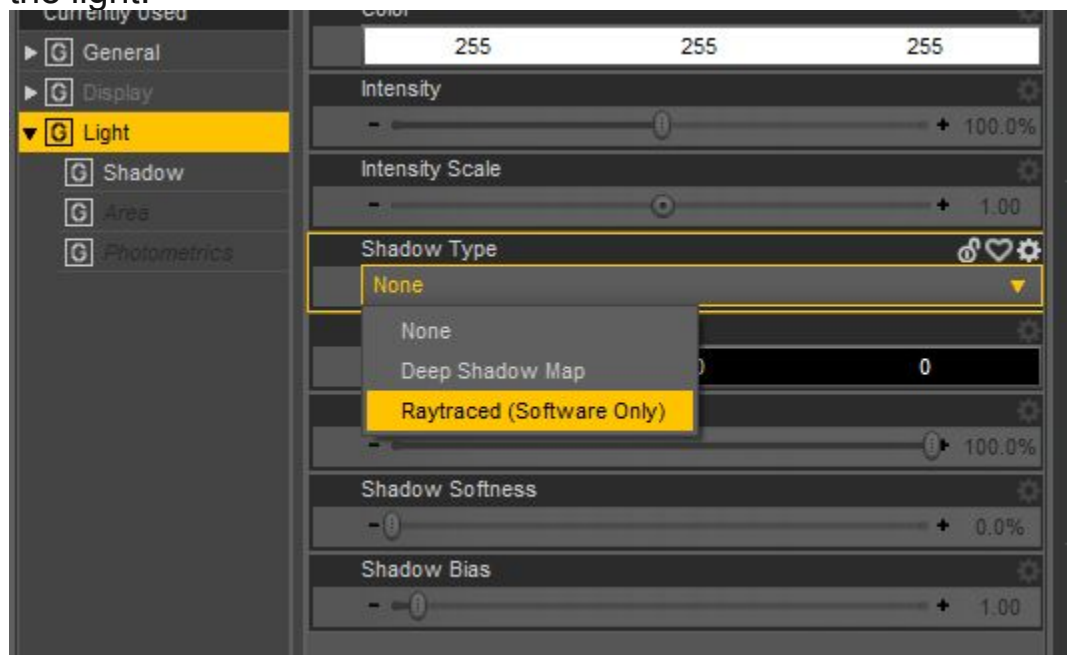 the light.
Currently Used
Color
255 255 255
G General
G Display
Intensity
- + 100.0%
G Light
G Shadow
Intensity Scale
- + 1.00
G Area
G Photometrics
Shadow Type
None
None
Deep Shadow Map
0
Raytraced (Software Only)
- + 100.0%
Shadow Softness
- + 0.0%
Shadow Bias
- + 1.00